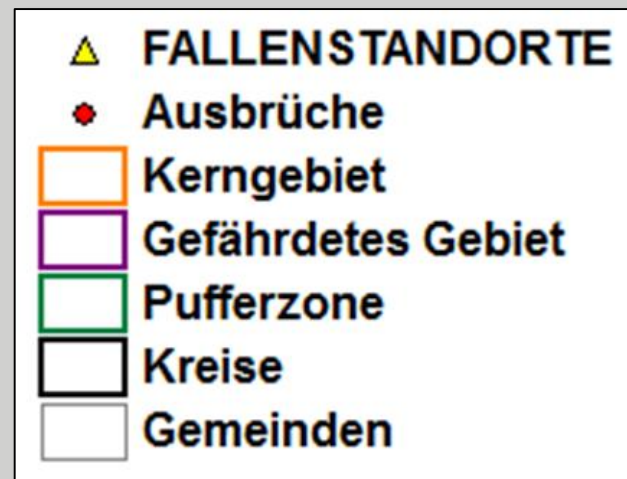 FALLENSTANDORTE
Ausbrüche
Kerngebiet
Gefährdetes Gebiet
Pufferzone
Kreise
Gemeinden